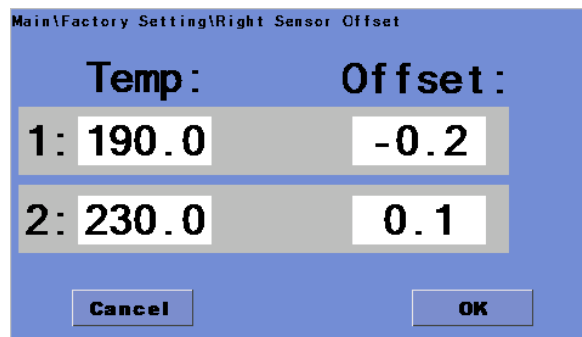 Main\Factory Setting\Right Sensor Offset
Temp: Offset:
1: 190.0 -0.2
2: 230.0 0.1
Cancel OK